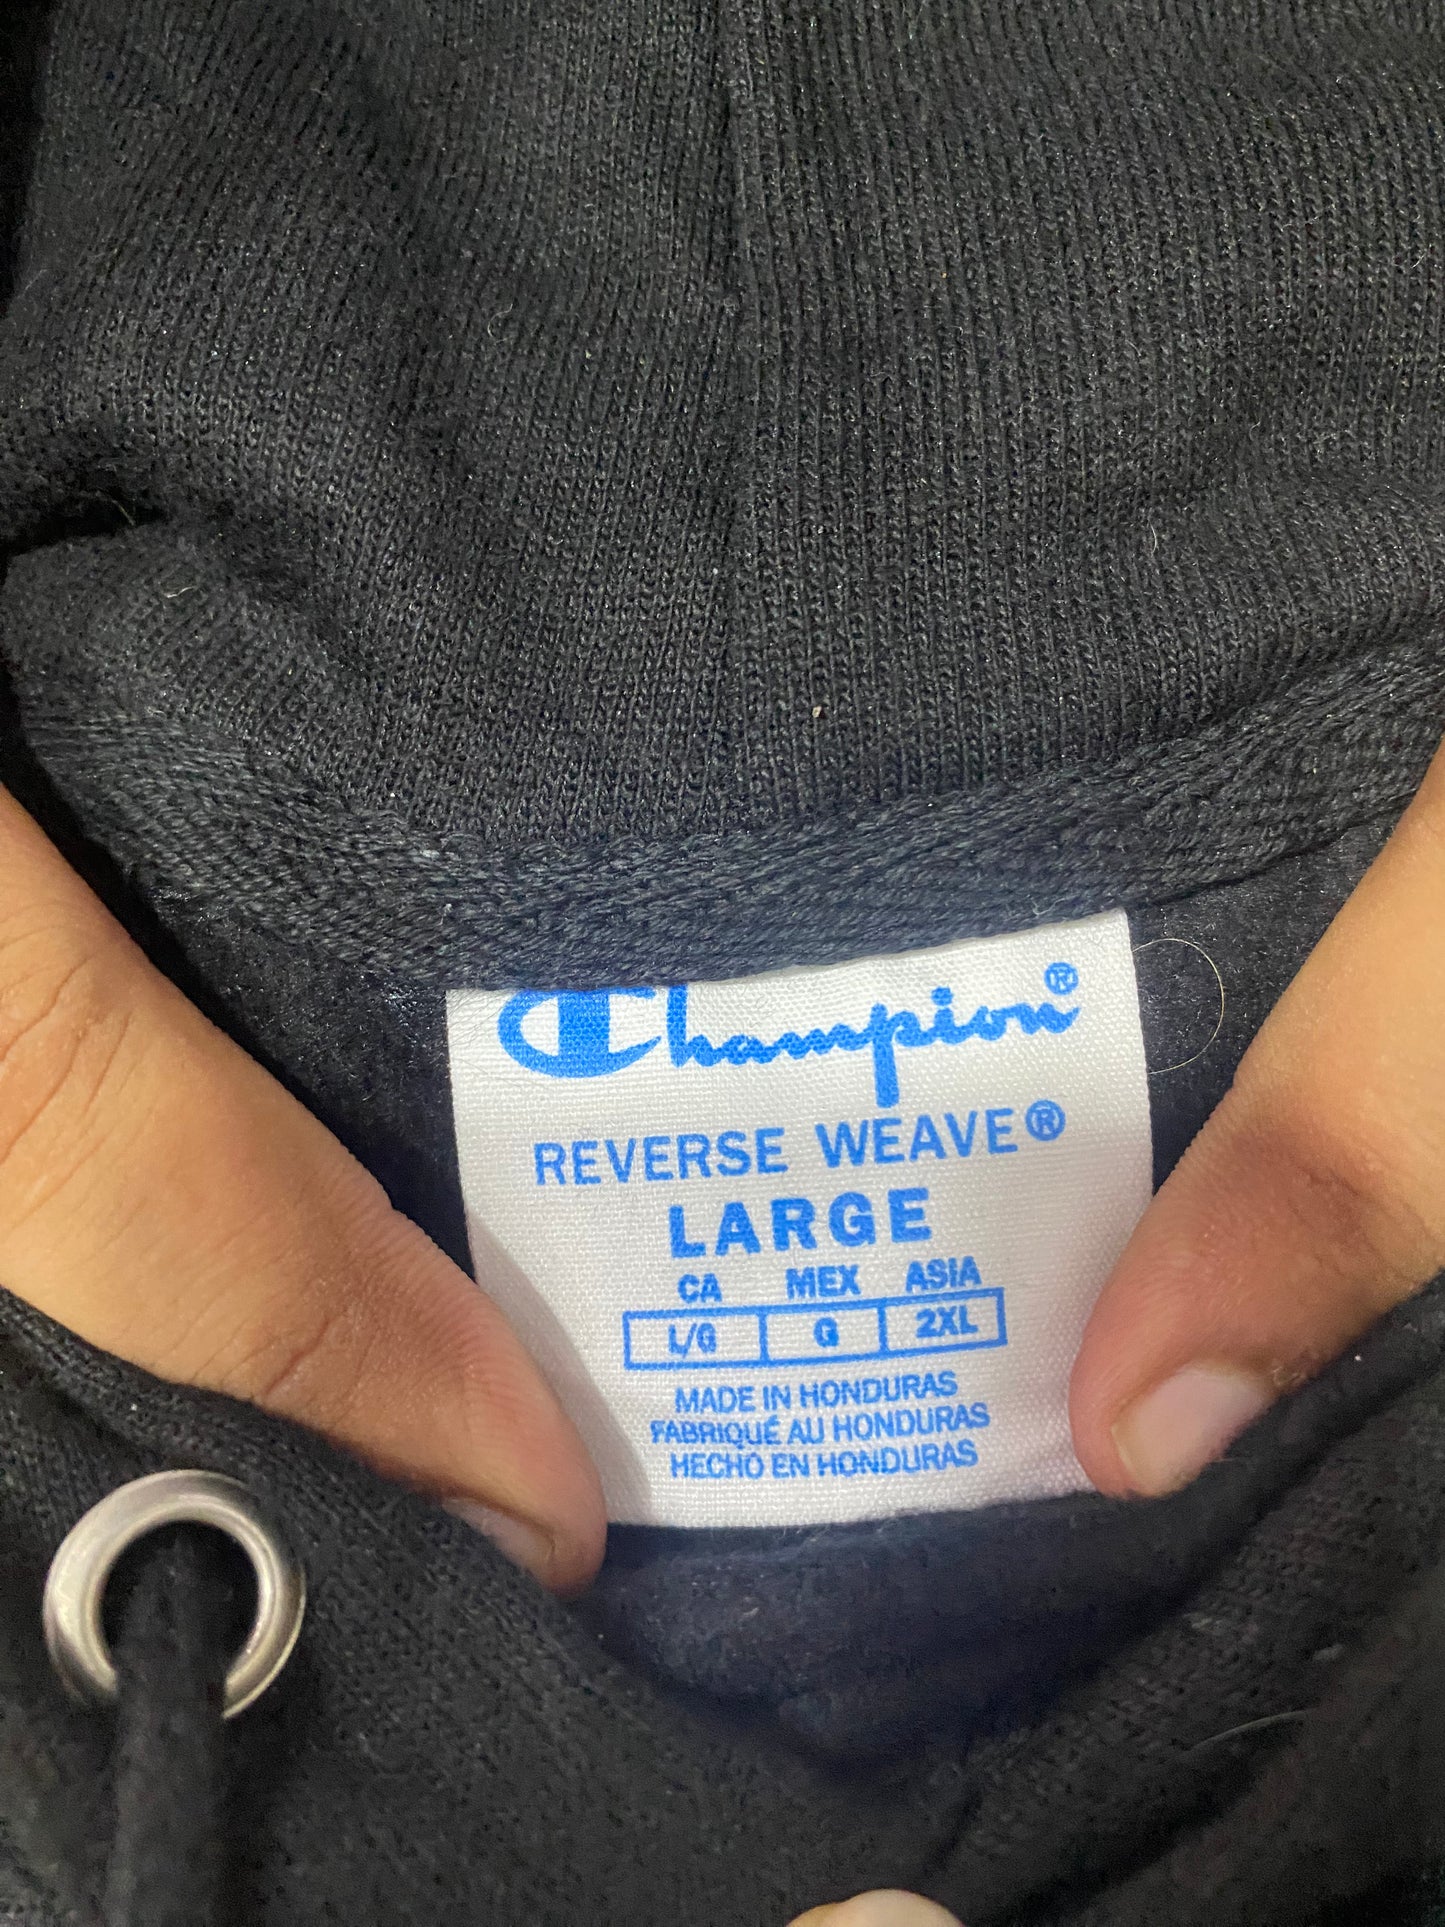 Champion®
REVERSE WEAVE®
LARGE
CA MEX ASIA
L/G G 2XL
MADE IN HONDURAS
FABRIQUÉ AU HONDURAS
HECHO EN HONDURAS